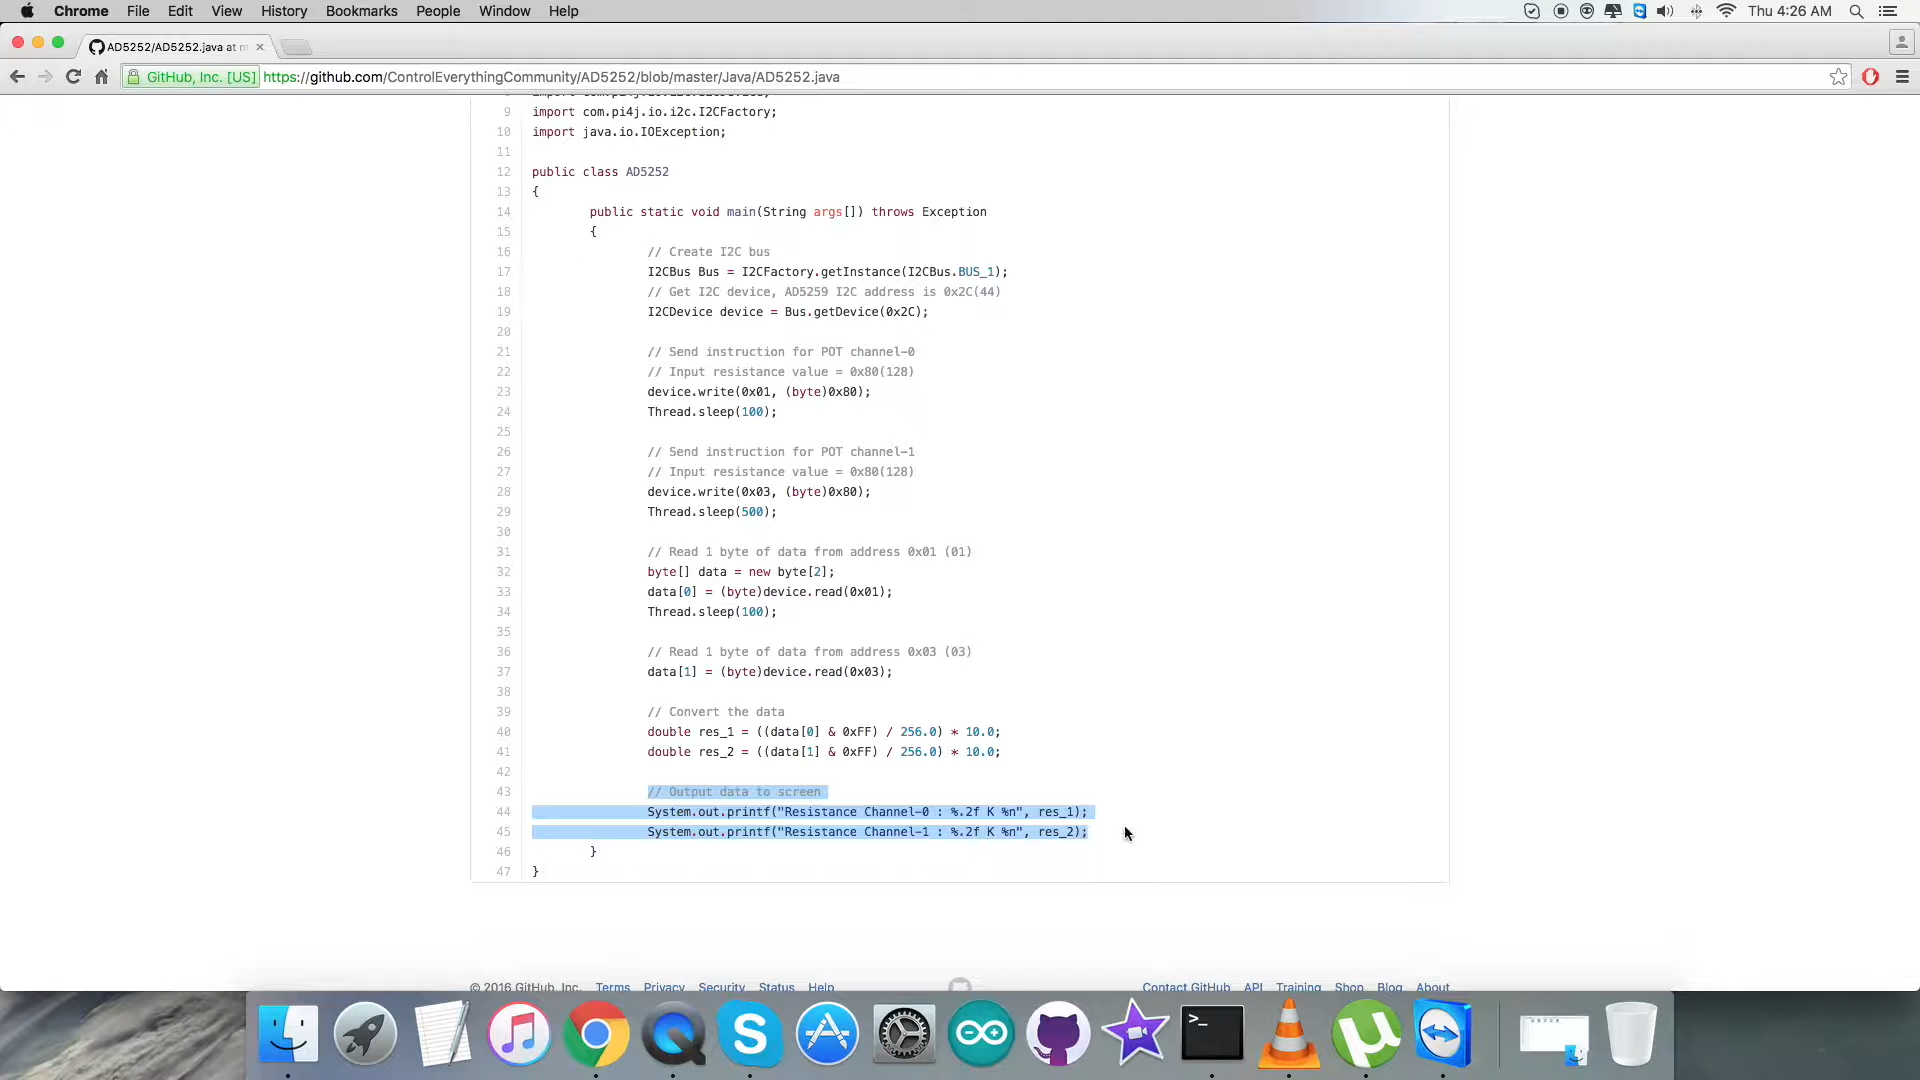 Chrome File Edit View History Bookmarks People Window Help Thu 4:26 AM
AD5252/AD5252.java at m
GitHub, Inc. [US] https://github.com/ControlEverythingCommunity/AD5252/blob/master/Java/AD5252.java
9 import com.pi4j.io.i2c.I2CFactory;
10 import java.io.IOException;
11
12 public class AD5252
13 {
14 public static void main(String args[]) throws Exception
15 {
16 // Create I2C bus
17 I2CBus Bus = I2CFactory.getInstance(I2CBus.BUS_1);
18 // Get I2C device, AD5259 I2C address is 0x2C(44)
19 I2CDevice device = Bus.getDevice(0x2C);
20
21 // Send instruction for POT channel-0
22 // Input resistance value = 0x80(128)
23 device.write(0x01, (byte)0x80);
24 Thread.sleep(100);
25
26 // Send instruction for POT channel-1
27 // Input resistance value = 0x80(128)
28 device.write(0x03, (byte)0x80);
29 Thread.sleep(500);
30
31 // Read 1 byte of data from address 0x01 (01)
32 byte[] data = new byte[2];
33 data[0] = (byte)device.read(0x01);
34 Thread.sleep(100);
35
36 // Read 1 byte of data from address 0x03 (03)
37 data[1] = (byte)device.read(0x03);
38
39 // Convert the data
40 double res_1 = ((data[0] & 0xFF) / 256.0) * 10.0;
41 double res_2 = ((data[1] & 0xFF) / 256.0) * 10.0;
42
43 // Output data to screen
44 System.out.printf("Resistance Channel-0 : %.2f K %n", res_1);
45 System.out.printf("Resistance Channel-1 : %.2f K %n", res_2);
46 }
47 }
© 2016 GitHub, Inc. Terms Privacy Security Status Help Contact GitHub API Training Shop Blog About